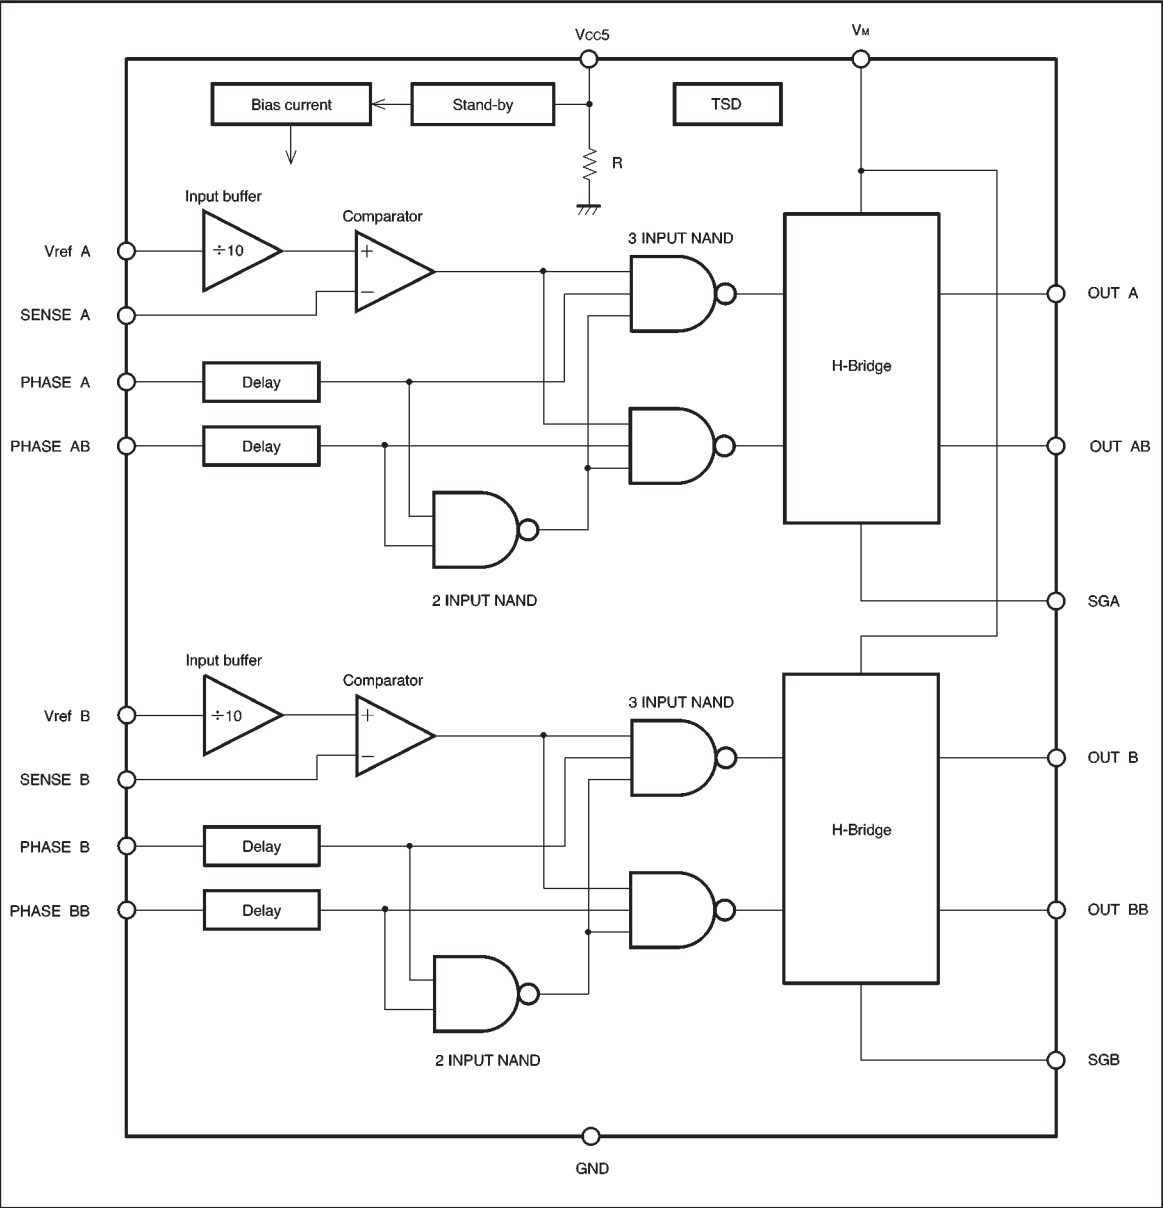 VCC5
VM
Bias current
Stand-by
TSD
R
Input buffer
Comparator
3 INPUT NAND
Vref A
÷10
+
−
SENSE A
OUT A
H-Bridge
PHASE A
Delay
PHASE AB
Delay
OUT AB
2 INPUT NAND
SGA
Input buffer
Comparator
3 INPUT NAND
Vref B
÷10
+
−
SENSE B
OUT B
H-Bridge
PHASE B
Delay
PHASE BB
Delay
OUT BB
2 INPUT NAND
SGB
GND